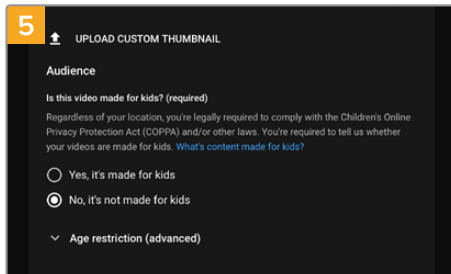 5
UPLOAD CUSTOM THUMBNAIL
Audience
Is this video made for kids? (required)
Regardless of your location, you're legally required to comply with the Children's Online
Privacy Protection Act (COPPA) and/or other laws. You're required to tell us whether
your videos are made for kids. What's content made for kids?
Yes, it's made for kids
No, it's not made for kids
Age restriction (advanced)